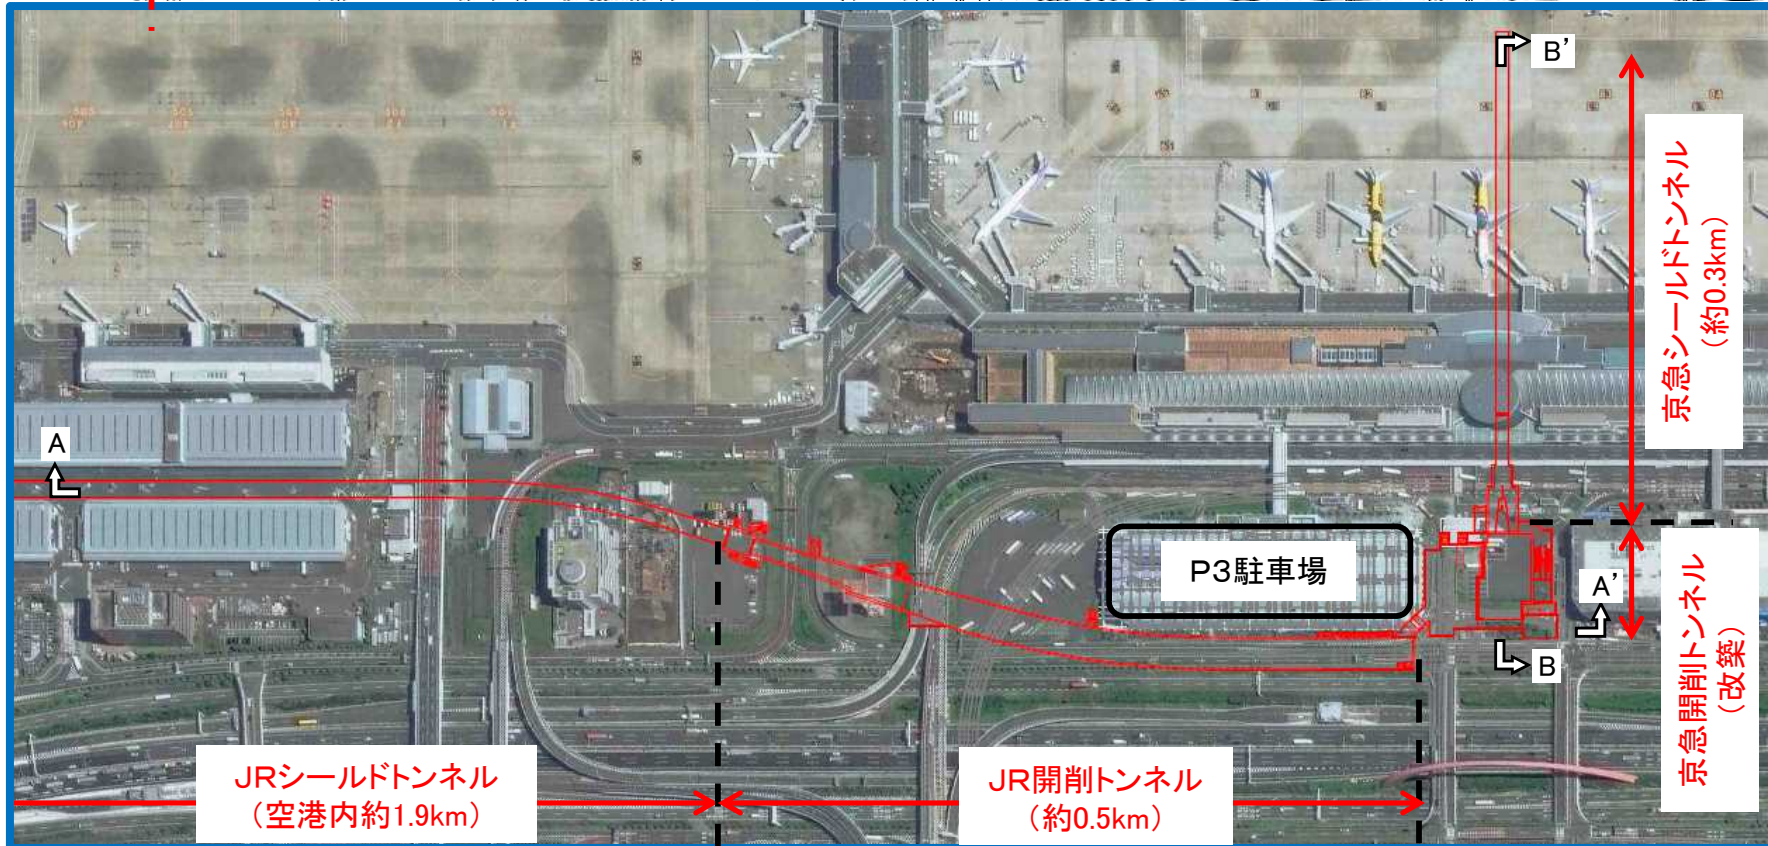 B’
京急シールドトンネル
（約0.3km）
A
P3駐車場
A’
B
京急開削トンネル
（改築）
JRシールドトンネル
（空港内約1.9km）
JR開削トンネル
（約0.5km）